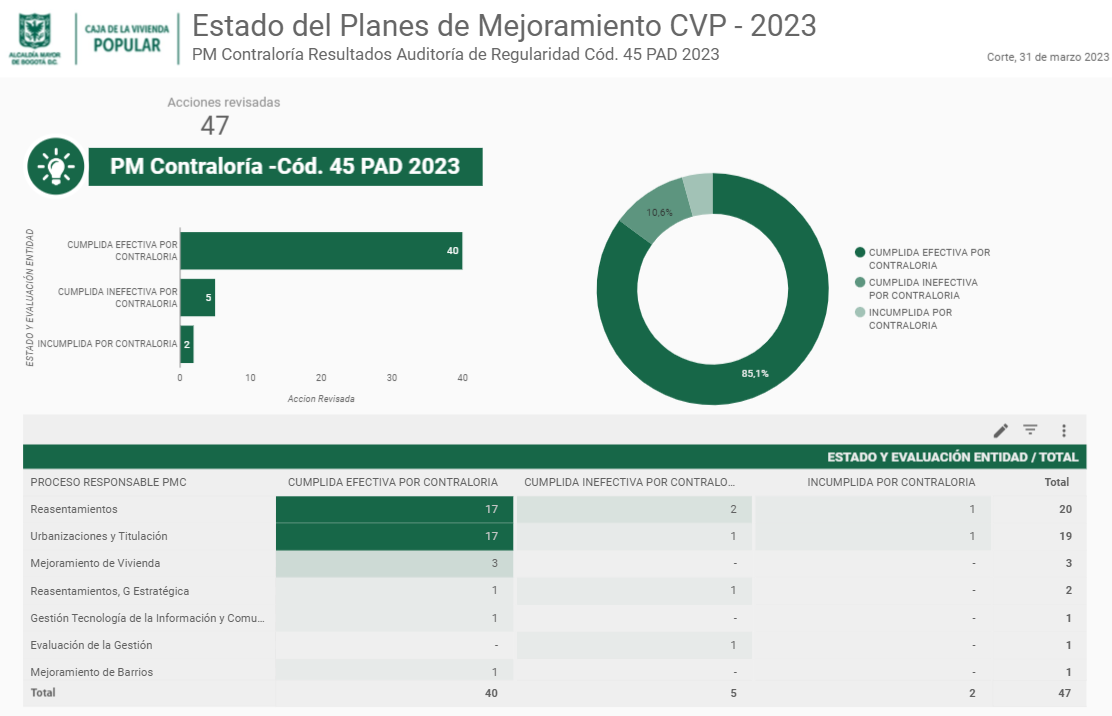 ALCALDÍA MAYOR
DE BOGOTÁ D.C.
CAJA DE LA VIVIENDA
POPULAR
Estado del Planes de Mejoramiento CVP - 2023
PM Contraloría Resultados Auditoría de Regularidad Cód. 45 PAD 2023
Corte, 31 de marzo 2023
Acciones revisadas
47
PM Contraloría -Cód. 45 PAD 2023
ESTADO Y EVALUACIÓN ENTIDAD
CUMPLIDA EFECTIVA POR
CONTRALORIA
40
CUMPLIDA INEFECTIVA POR
CONTRALORIA
5
INCUMPLIDA POR CONTRALORIA
2
0 10 20 30 40
Accion Revisada
10,6%
85,1%
CUMPLIDA EFECTIVA POR
CONTRALORIA
CUMPLIDA INEFECTIVA
POR CONTRALORIA
INCUMPLIDA POR
CONTRALORIA
ESTADO Y EVALUACIÓN ENTIDAD / TOTAL
PROCESO RESPONSABLE PMC CUMPLIDA EFECTIVA POR CONTRALORIA CUMPLIDA INEFECTIVA POR CONTRALO... INCUMPLIDA POR CONTRALORIA Total
Reasentamientos 17 2 1 20
Urbanizaciones y Titulación 17 1 1 19
Mejoramiento de Vivienda 3 - - 3
Reasentamientos, G Estratégica 1 1 - 2
Gestión Tecnología de la Información y Comu... 1 - - 1
Evaluación de la Gestión - 1 - 1
Mejoramiento de Barrios 1 - - 1
Total 40 5 2 47